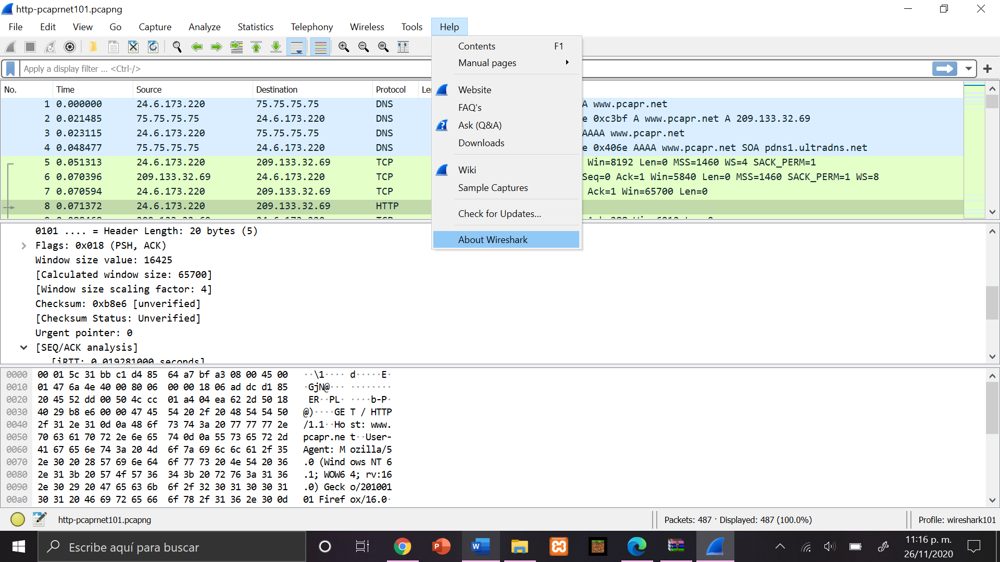 http-pcaprnet101.pcapng
File Edit View Go Capture Analyze Statistics Telephony Wireless Tools Help
Apply a display filter ... <Ctrl-/>
Contents F1
Manual pages
Website
FAQ's
Ask (Q&A)
Downloads
Wiki
Sample Captures
Check for Updates...
About Wireshark
No. Time Source Destination Protocol
1 0.000000 24.6.173.220 75.75.75.75 DNS A www.pcapr.net
2 0.021485 75.75.75.75 24.6.173.220 DNS e 0xc3bf A www.pcapr.net A 209.133.32.69
3 0.023115 24.6.173.220 75.75.75.75 DNS AAAA www.pcapr.net
4 0.048477 75.75.75.75 24.6.173.220 DNS e 0x406e AAAA www.pcapr.net SOA pdns1.ultradns.net
5 0.051313 24.6.173.220 209.133.32.69 TCP Win=8192 Len=0 MSS=1460 WS=4 SACK_PERM=1
6 0.070396 209.133.32.69 24.6.173.220 TCP Seq=0 Ack=1 Win=5840 Len=0 MSS=1460 SACK_PERM=1 WS=8
7 0.070594 24.6.173.220 209.133.32.69 TCP Ack=1 Win=65700 Len=0
8 0.071372 24.6.173.220 209.133.32.69 HTTP
0101 .... = Header Length: 20 bytes (5)
Flags: 0x018 (PSH, ACK)
Window size value: 16425
[Calculated window size: 65700]
[Window size scaling factor: 4]
Checksum: 0xb8e6 [unverified]
[Checksum Status: Unverified]
Urgent pointer: 0
[SEQ/ACK analysis]
[iRTT: 0.019281000 seconds]
0000 00 01 5c 31 bb c1 d4 85 64 a7 bf a3 08 00 45 00 ··\1···· d·····E·
0010 01 47 6a 4e 40 00 80 06 00 00 18 06 ad dc d1 85 ·GjN@··· ········
0020 20 45 52 dd 00 50 4c cc 01 a4 04 ea 62 2d 50 18 ER··PL· ····b-P·
0030 40 29 b8 e6 00 00 47 45 54 20 2f 20 48 54 54 50 @)····GE T / HTTP
0040 2f 31 2e 31 0d 0a 48 6f 73 74 3a 20 77 77 77 2e /1.1··Ho st: www.
0050 70 63 61 70 72 2e 6e 65 74 0d 0a 55 73 65 72 2d pcapr.ne t··User-
0060 41 67 65 6e 74 3a 20 4d 6f 7a 69 6c 6c 61 2f 35 Agent: M ozilla/5
0070 2e 30 20 28 57 69 6e 64 6f 77 73 20 4e 54 20 36 .0 (Wind ows NT 6
0080 2e 31 3b 20 57 4f 57 36 34 3b 20 72 76 3a 31 36 .1; WOW6 4; rv:16
0090 2e 30 29 20 47 65 63 6b 6f 2f 32 30 31 30 30 31 .0) Geck o/201001
00a0 30 31 20 46 69 72 65 66 6f 78 2f 31 36 2e 30 0d 01 Firef ox/16.0·
http-pcaprnet101.pcapng
Packets: 487 · Displayed: 487 (100.0%)
Profile: wireshark101
Escribe aquí para buscar
11:16 p. m.
26/11/2020